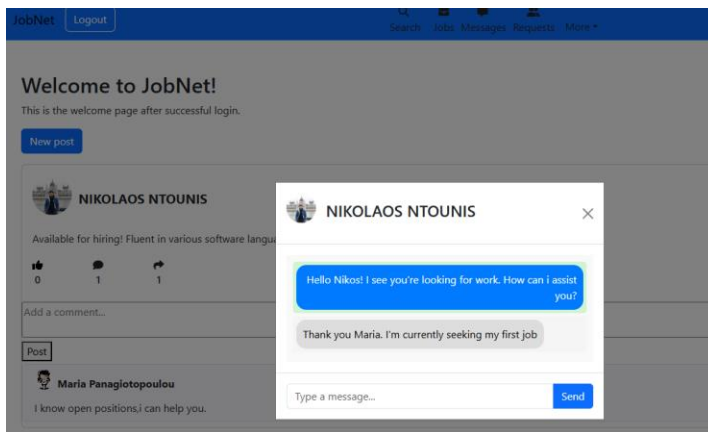 JobNet Logout
Search Jobs Messages Requests More
Welcome to JobNet!
This is the welcome page after successful login.
New post
NIKOLAOS NTOUNIS
Available for hiring! Fluent in various software langu
0 1 1
Add a comment...
Post
Maria Panagiotopoulou
I know open positions,i can help you.
NIKOLAOS NTOUNIS
Hello Nikos! I see you're looking for work. How can i assist
you?
Thank you Maria. I'm currently seeking my first job
Type a message...
Send